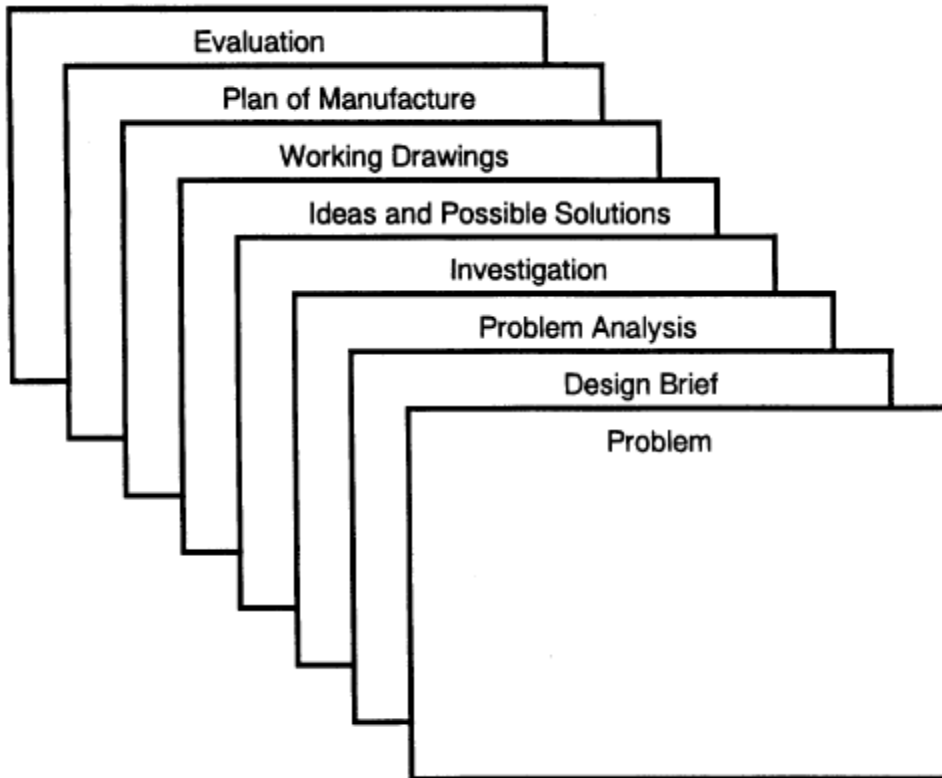 Evaluation
Plan of Manufacture
Working Drawings
Ideas and Possible Solutions
Investigation
Problem Analysis
Design Brief
Problem